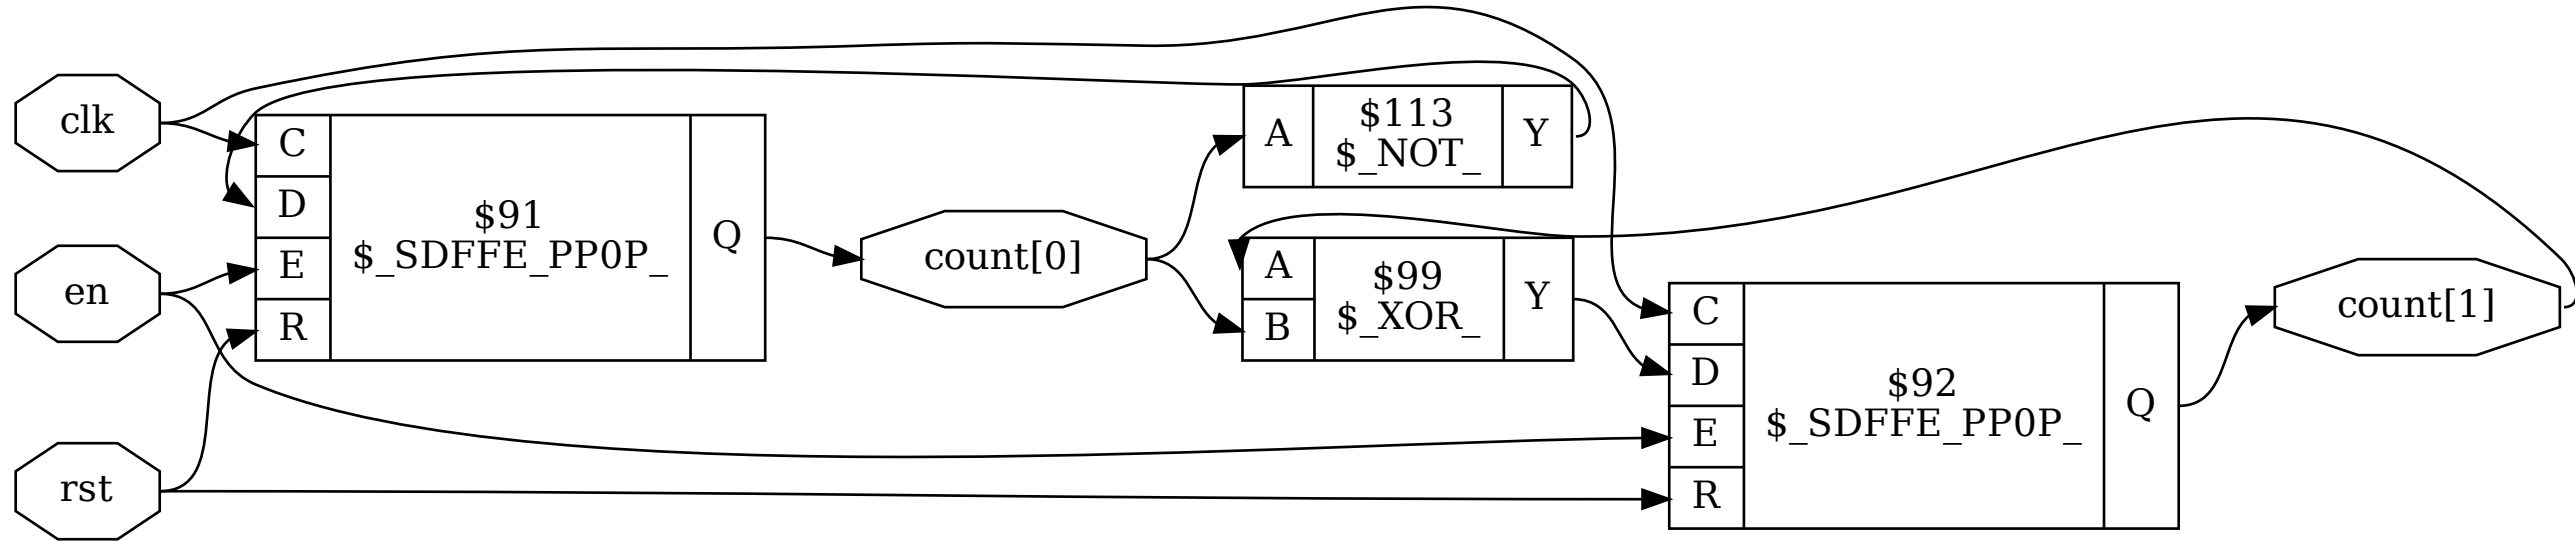 clk
en
rst
C
D
E
R
$91
$_SDFFE_PP0P_
Q
count[0]
A
$113
$_NOT_
Y
A
B
$99
$_XOR_
Y
C
D
E
R
$92
$_SDFFE_PP0P_
Q
count[1]